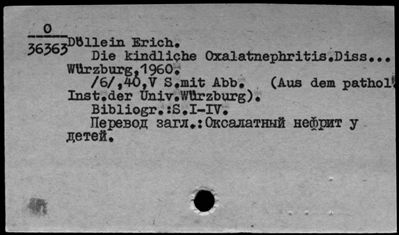 0
36363
Döllein Erich.
Die kindliche Oxalatnephritis.Diss...
Würzburg,1960.
/6/,40,V S.mit Abb. (Aus dem pathol.
Inst.der Univ.Würzburg).
Bibliogr.:S.I-IV.
Перевод загл.:Оксалатный нефрит у
детей.